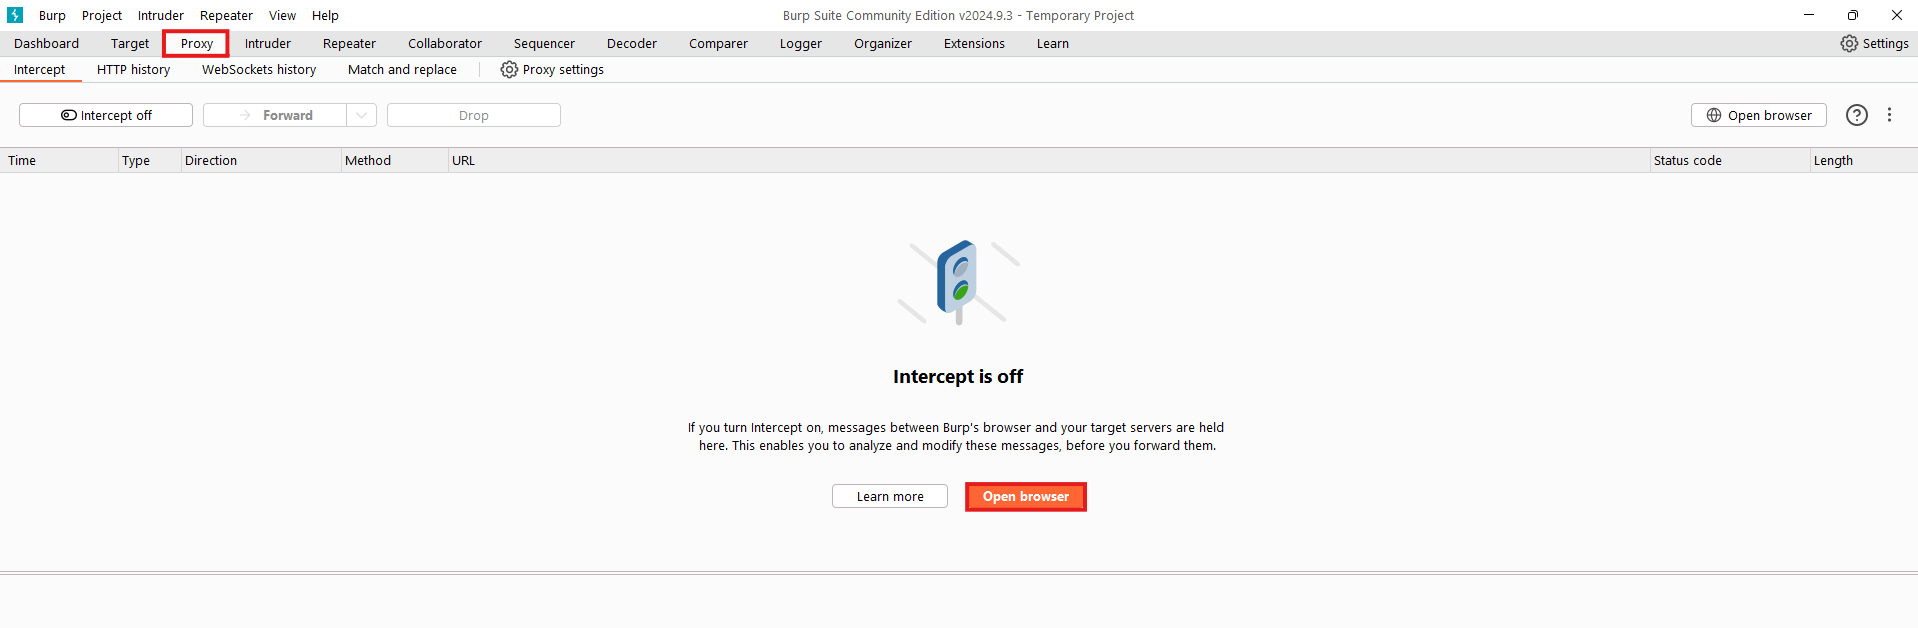 Burp Project Intruder Repeater View Help Burp Suite Community Edition v2024.9.3 - Temporary Project
Dashboard Target Proxy Intruder Repeater Collaborator Sequencer Decoder Comparer Logger Organizer Extensions Learn Settings
Intercept HTTP history WebSockets history Match and replace Proxy settings
Intercept off Forward Drop Open browser
Time Type Direction Method URL Status code Length
Intercept is off
If you turn Intercept on, messages between Burp's browser and your target servers are held
here. This enables you to analyze and modify these messages, before you forward them.
Learn more Open browser